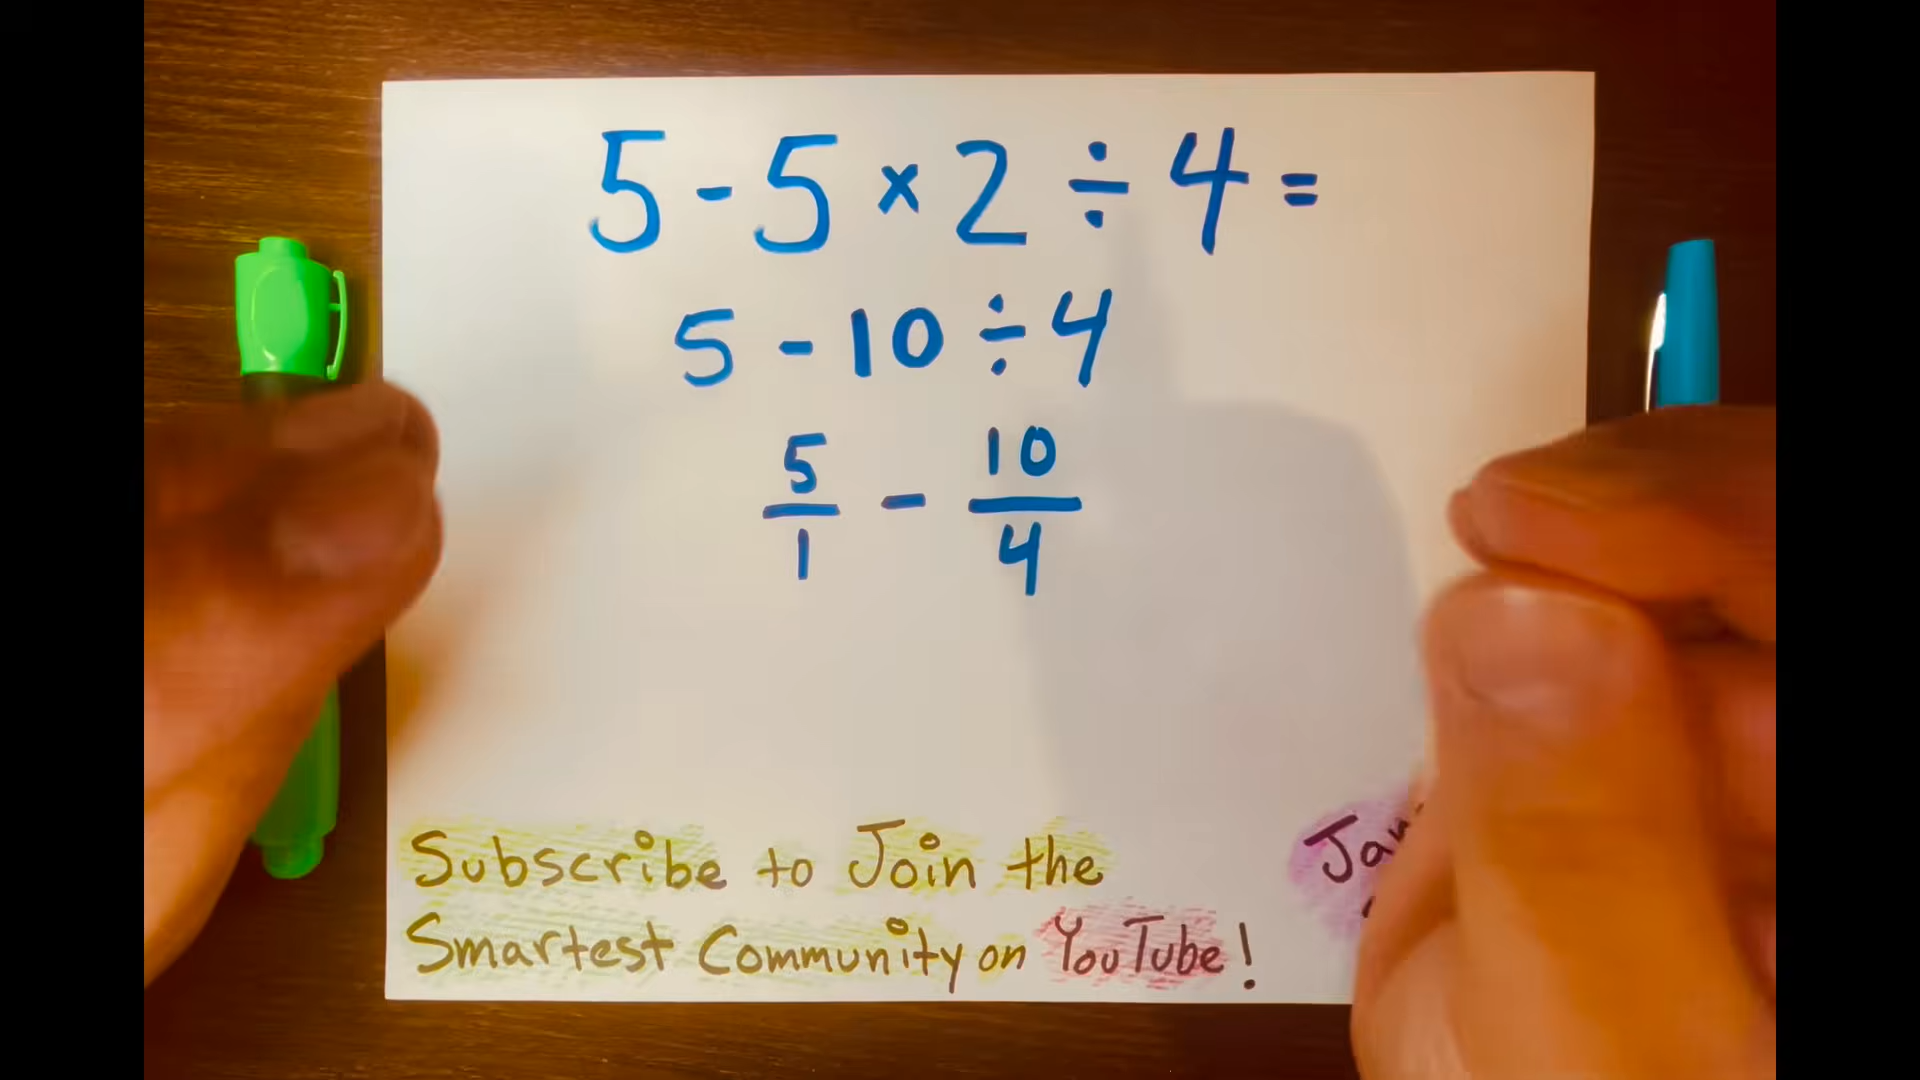 5 - 5 × 2 ÷ 4 =
5 - 10 ÷ 4
5/1 - 10/4
Subscribe to Join the
Smartest Community on YouTube!